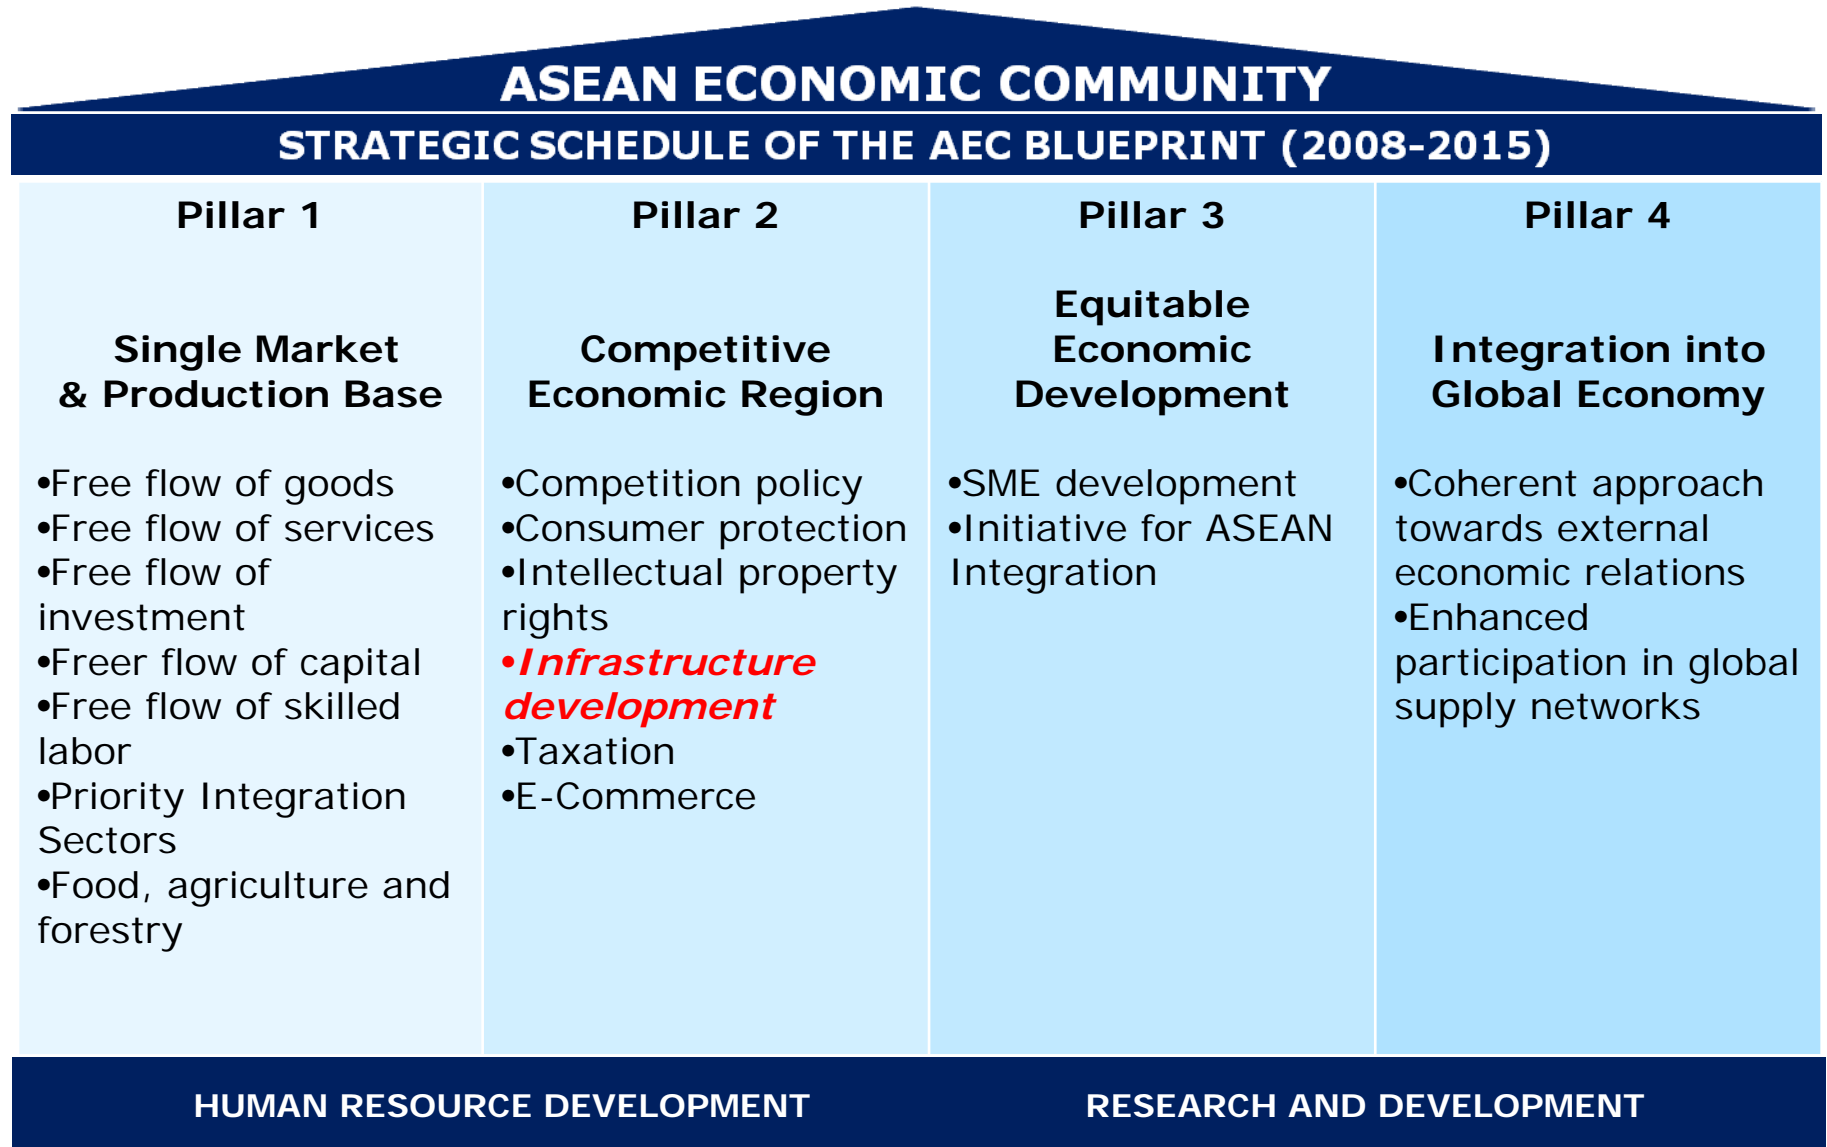 ASEAN ECONOMIC COMMUNITY
STRATEGIC SCHEDULE OF THE AEC BLUEPRINT (2008-2015)
Pillar 1
Single Market
& Production Base
•Free flow of goods
•Free flow of services
•Free flow of
investment
•Freer flow of capital
•Free flow of skilled
labor
•Priority Integration
Sectors
•Food, agriculture and
forestry
Pillar 2
Competitive
Economic Region
•Competition policy
•Consumer protection
•Intellectual property
rights
•Infrastructure
development
•Taxation
•E-Commerce
Pillar 3
Equitable
Economic
Development
•SME development
•Initiative for ASEAN
Integration
Pillar 4
Integration into
Global Economy
•Coherent approach
towards external
economic relations
•Enhanced
participation in global
supply networks
HUMAN RESOURCE DEVELOPMENT
RESEARCH AND DEVELOPMENT